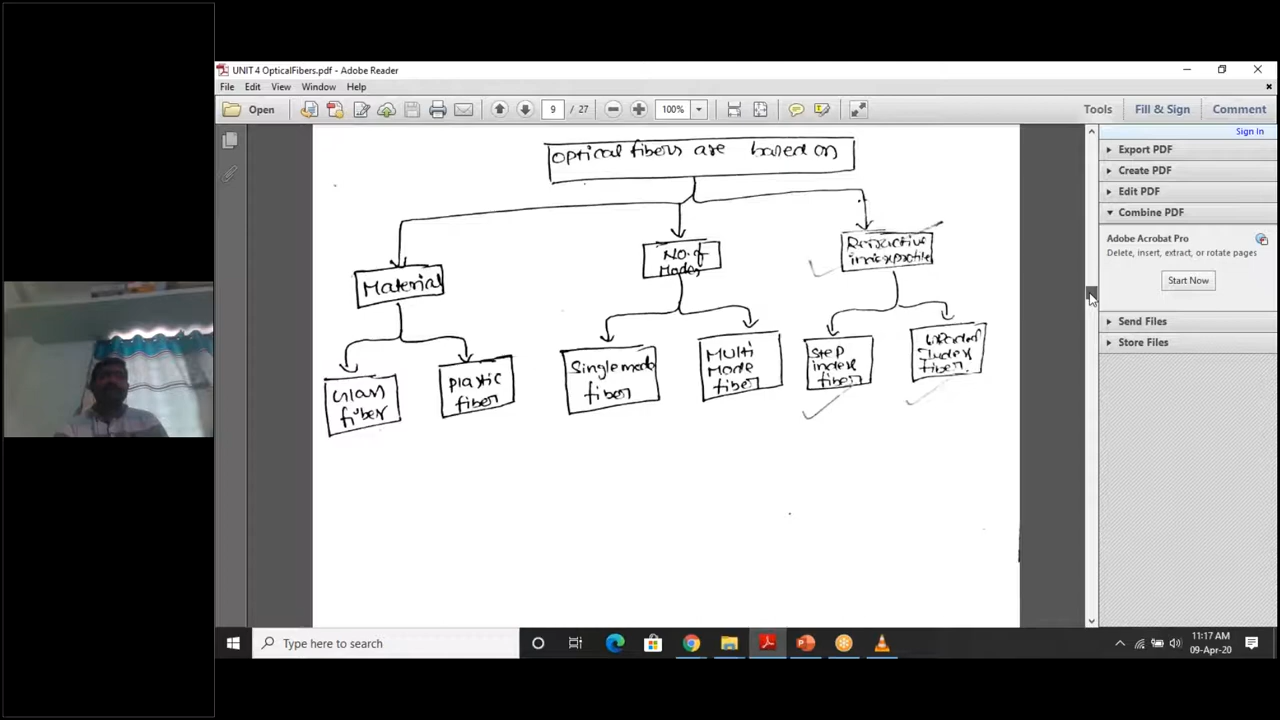 UNIT 4 OpticalFibers.pdf - Adobe Reader
File Edit View Window Help
Open 9 / 27 100% Tools Fill & Sign Comment
Sign In
Export PDF
Create PDF
Edit PDF
Combine PDF
Adobe Acrobat Pro
Delete, insert, extract, or rotate pages
Start Now
Send Files
Store Files
Optical fibers are based on
Material
No. of
Modes
Refractive
index profile
Glass
fiber
Plastic
fiber
Single mode
fiber
Multi
Mode
fiber
Step
index
fiber
Graded
Index
fiber.
Type here to search
11:17 AM
09-Apr-20